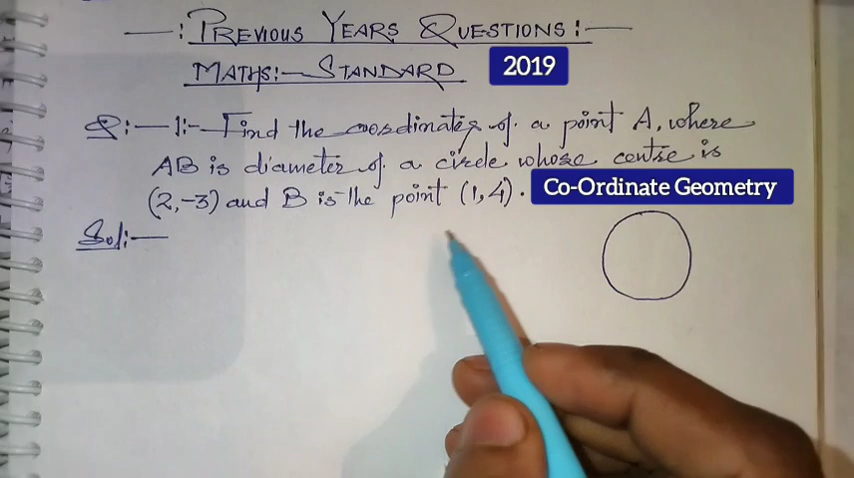 —: PREVIOUS YEARS QUESTIONS:—
MATHS:— STANDARD 2019
Q:— 1:- Find the coordinates of a point A, where
AB is diameter of a circle whose centre is
(2,-3) and B is the point (1,4). Co-Ordinate Geometry
Sol:—